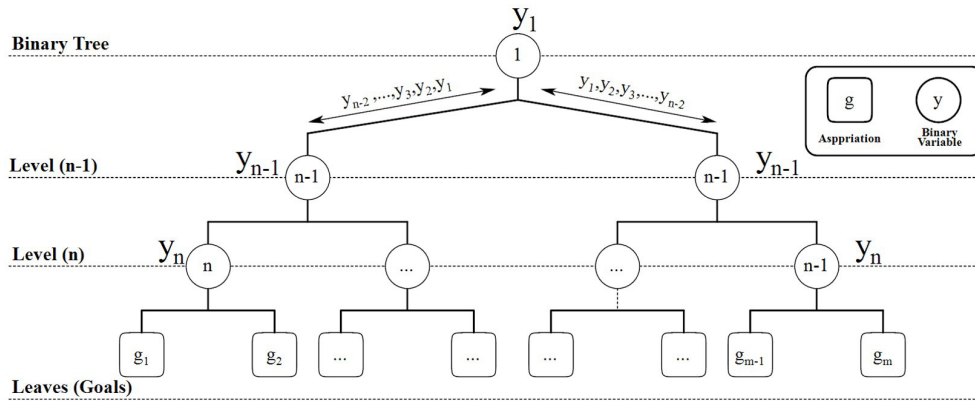 y1
Binary Tree
1
yn-2 ,...,y3,y2,y1
y1,y2,y3,...,yn-2
g
y
Asppriation
Binary
Variable
Level (n-1)
yn-1
n-1
n-1
yn-1
Level (n)
yn
n
...
...
n-1
yn
g1
g2
...
...
...
...
gm-1
gm
Leaves (Goals)